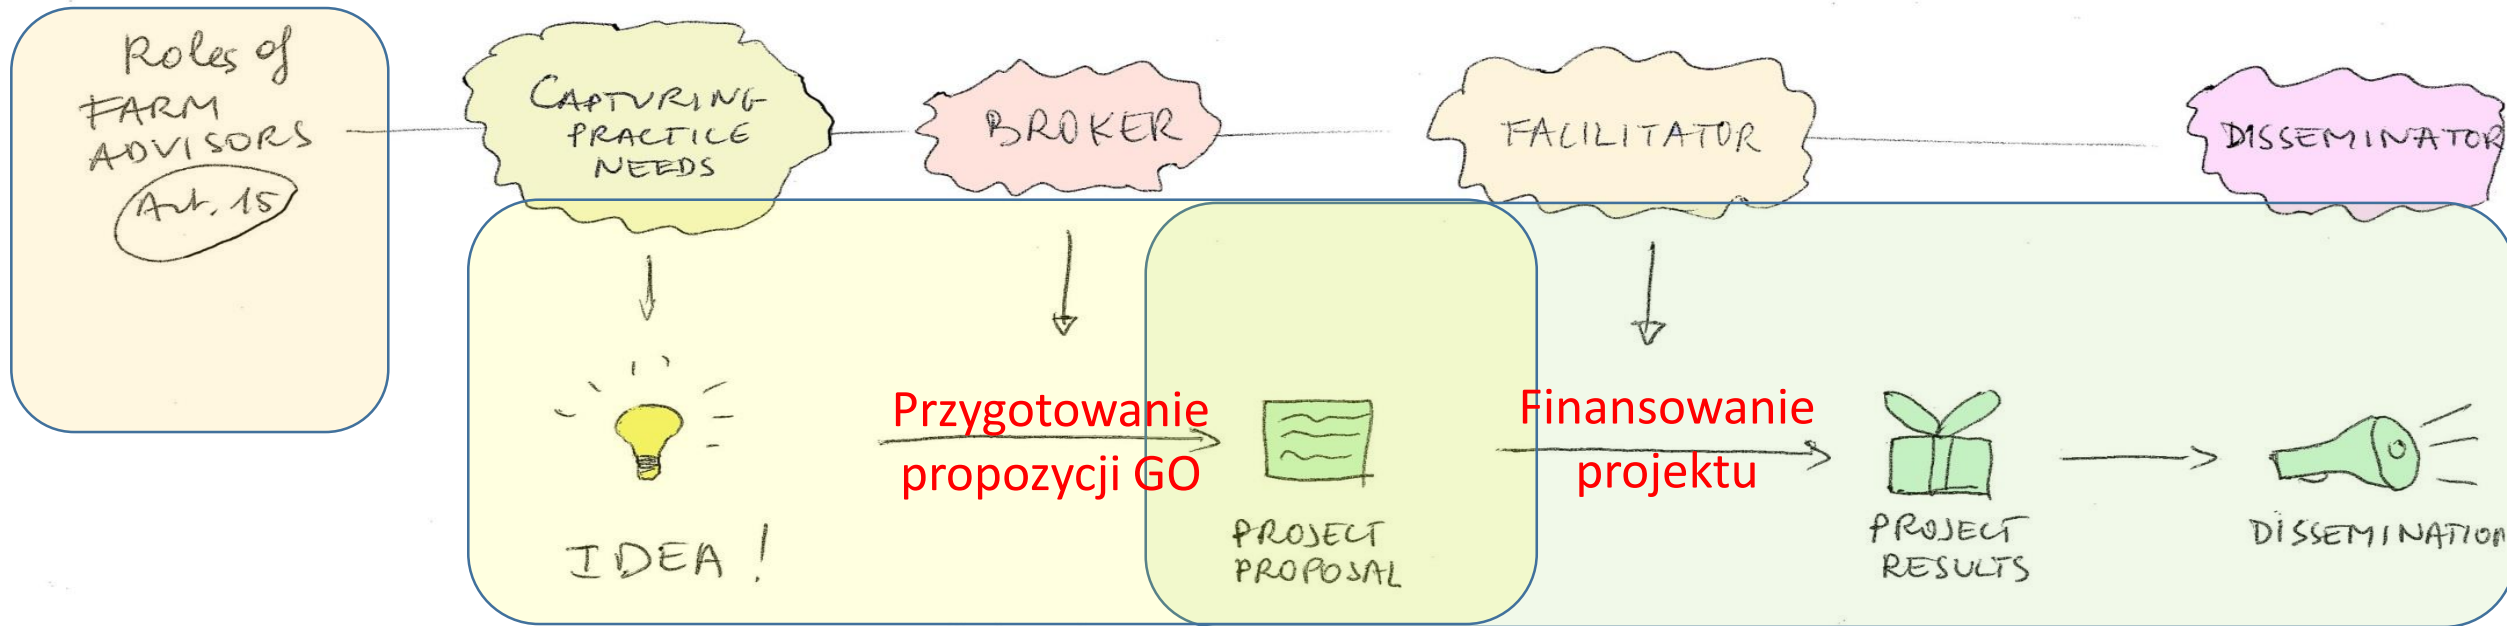 Roles of
FARM
ADVISORS
Art. 15
CAPTURING
PRACTICE
NEEDS
BROKER
FACILITATOR
DISSEMINATOR
Przygotowanie
propozycji GO
Finansowanie
projektu
IDEA !
PROJECT
PROPOSAL
PROJECT
RESULTS
DISSEMINATION